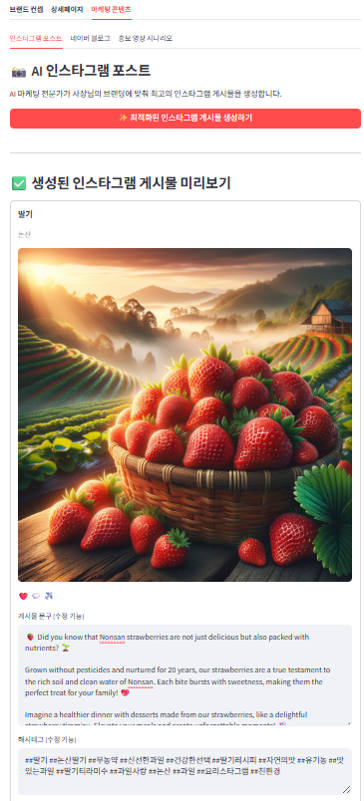 브랜드 컨셉 상세페이지 마케팅 콘텐츠
인스타그램 포스트 네이버 블로그 홍보 영상 시나리오
📸 AI 인스타그램 포스트
AI 마케팅 전문가가 사장님의 브랜딩에 맞춰 최고의 인스타그램 게시물을 생성합니다.
✨ 최적화된 인스타그램 게시물 생성하기
✅ 생성된 인스타그램 게시물 미리보기
딸기
논산
게시물 문구 (수정 가능)
🍓 Did you know that Nonsan strawberries are not just delicious but also packed with
nutrients? 🌱
Grown without pesticides and nurtured for 20 years, our strawberries are a true testament to
the rich soil and clean water of Nonsan. Each bite bursts with sweetness, making them the
perfect treat for your family! 💖
Imagine a healthier dinner with desserts made from our strawberries, like a delightful
해시태그 (수정 가능)
##딸기 ##논산딸기 ##무농약 ##신선한과일 ##건강한선택 ##딸기레시피 ##자연의맛 ##유기농 ##맛
있는과일 ##딸기티라미수 ##과일사랑 ##논산 ##과일 ##요리스타그램 ##친환경